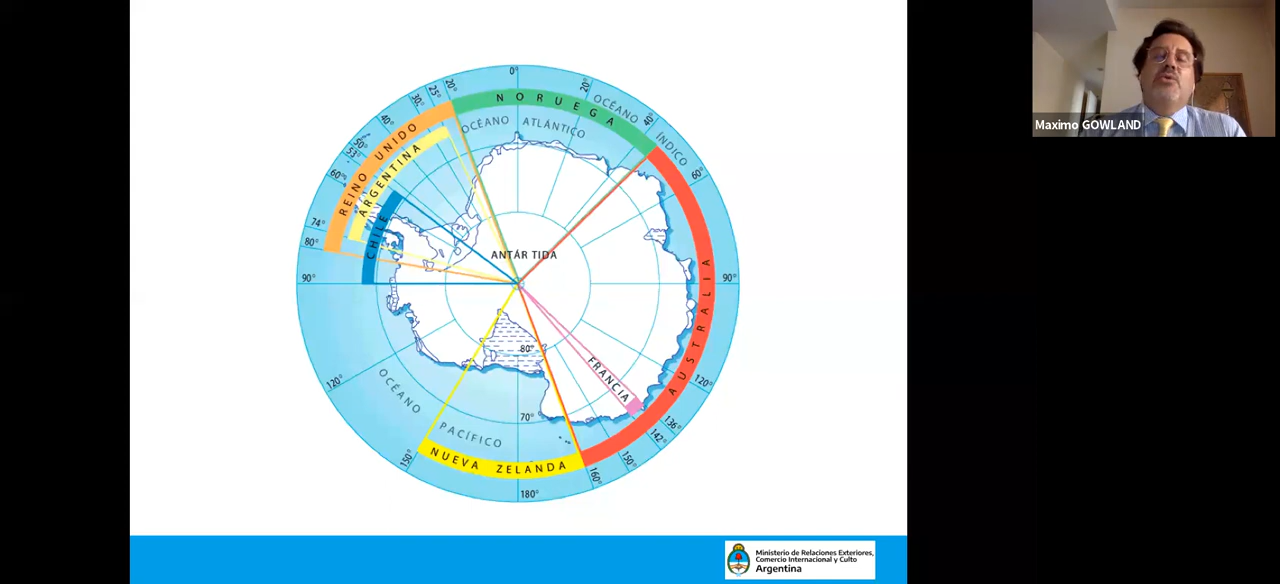 0°
20°
20°
25°
30°
40°
50°
53°
60°
74°
80°
90°
120°
150°
180°
160°
150°
142°
136°
120°
90°
60°
40°
NORUEGA
OCÉANO ATLÁNTICO
OCÉANO ÍNDICO
REINO UNIDO
ARGENTINA
CHILE
ANTÁR TIDA
AUSTRALIA
FRANCIA
80°
70°
OCÉANO PACÍFICO
NUEVA ZELANDA
Maximo GOWLAND
Ministerio de Relaciones Exteriores,
Comercio Internacional y Culto
Argentina